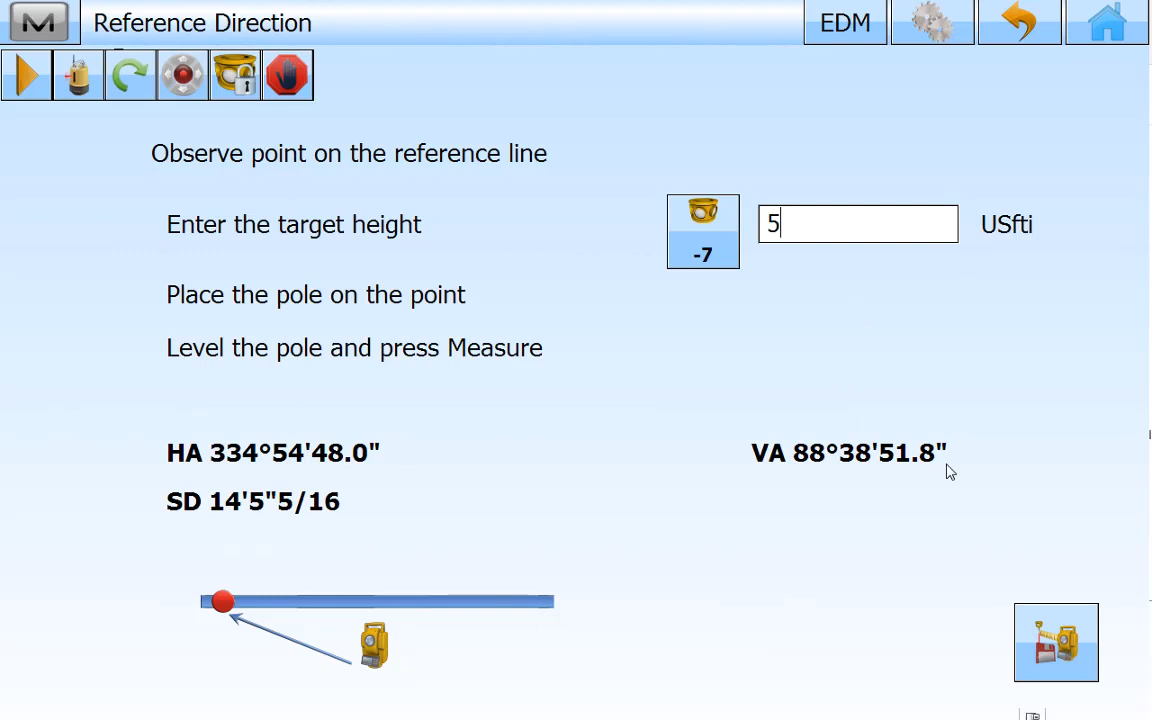 M Reference Direction EDM
Observe point on the reference line
Enter the target height 5 USfti
-7
Place the pole on the point
Level the pole and press Measure
HA 334°54'48.0" VA 88°38'51.8"
SD 14'5"5/16